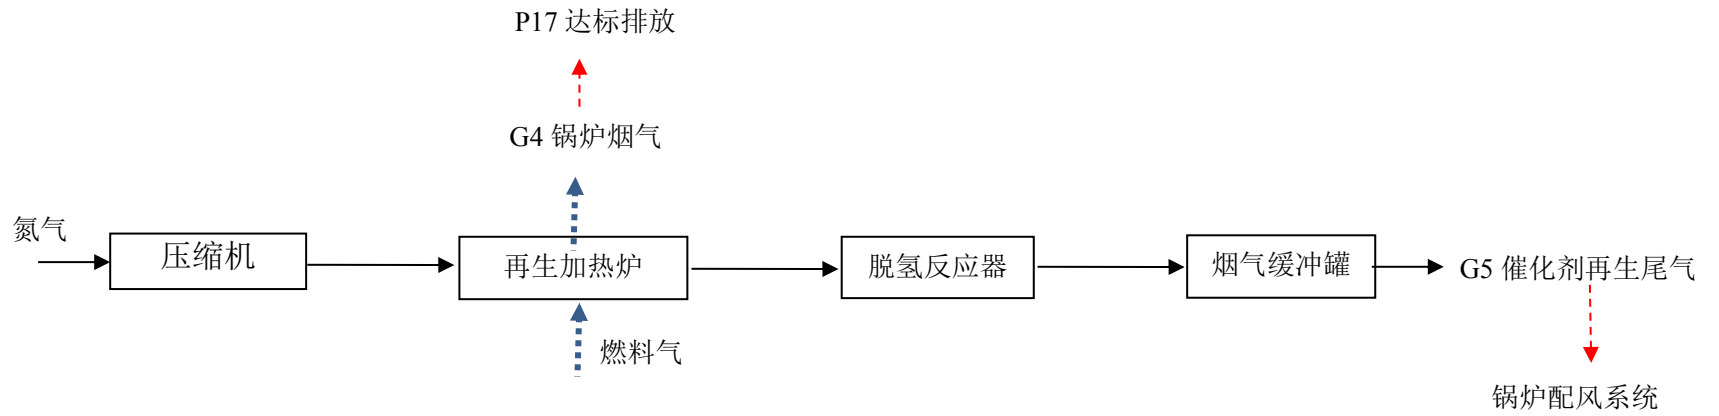 P17 达标排放
G4 锅炉烟气
氮气
压缩机
再生加热炉
脱氢反应器
烟气缓冲罐
G5 催化剂再生尾气
燃料气
锅炉配风系统